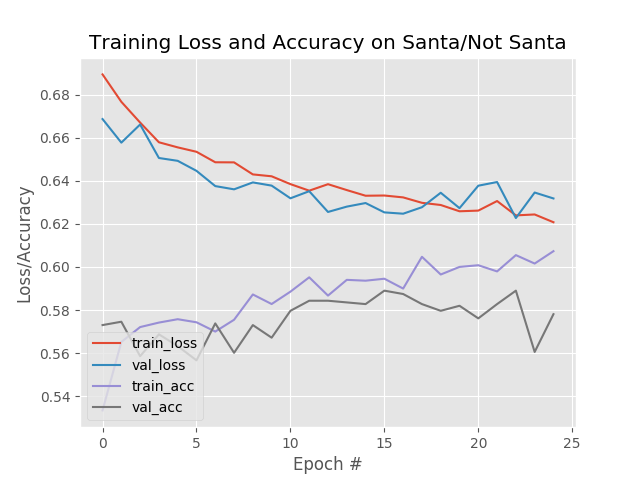 Training Loss and Accuracy on Santa/Not Santa
Loss/Accuracy
0.68
0.66
0.64
0.62
0.60
0.58
0.56
0.54
train_loss
val_loss
train_acc
val_acc
0
5
10
15
20
25
Epoch #